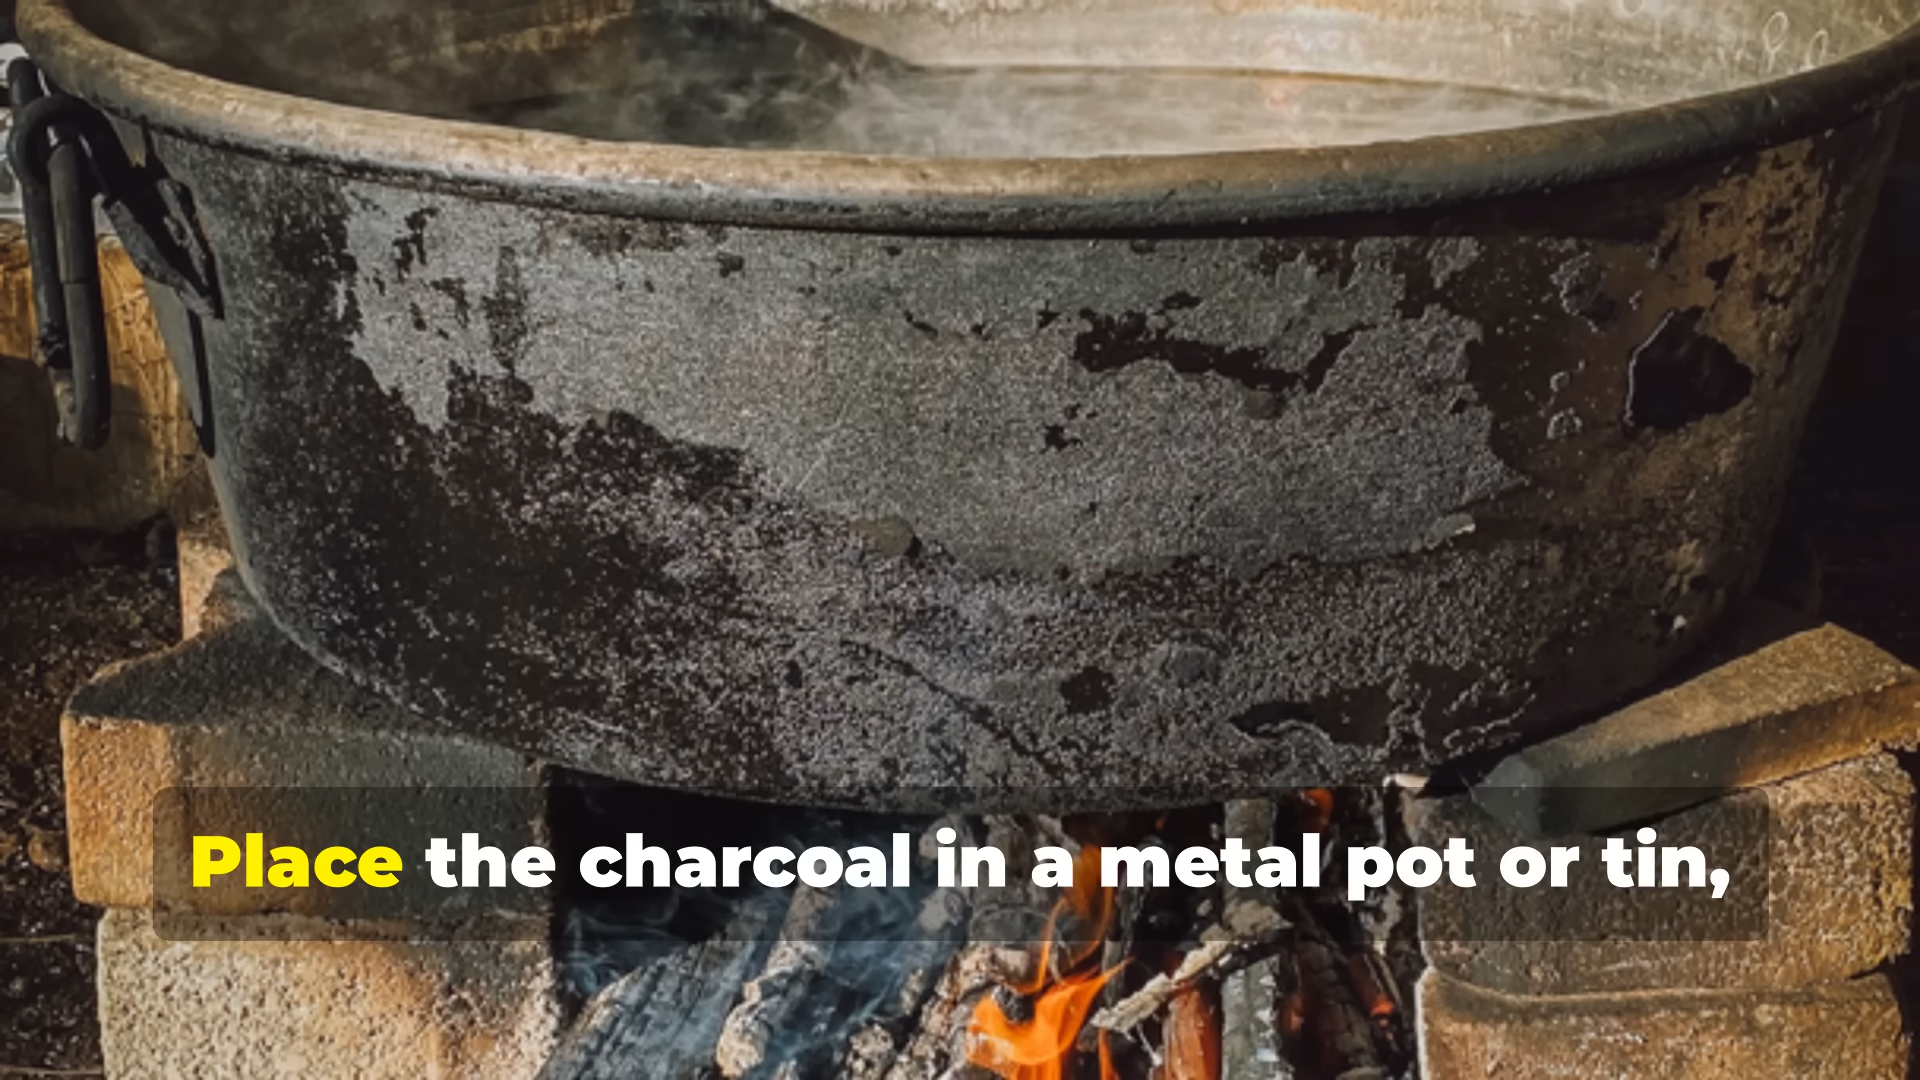 Place the charcoal in a metal pot or tin,